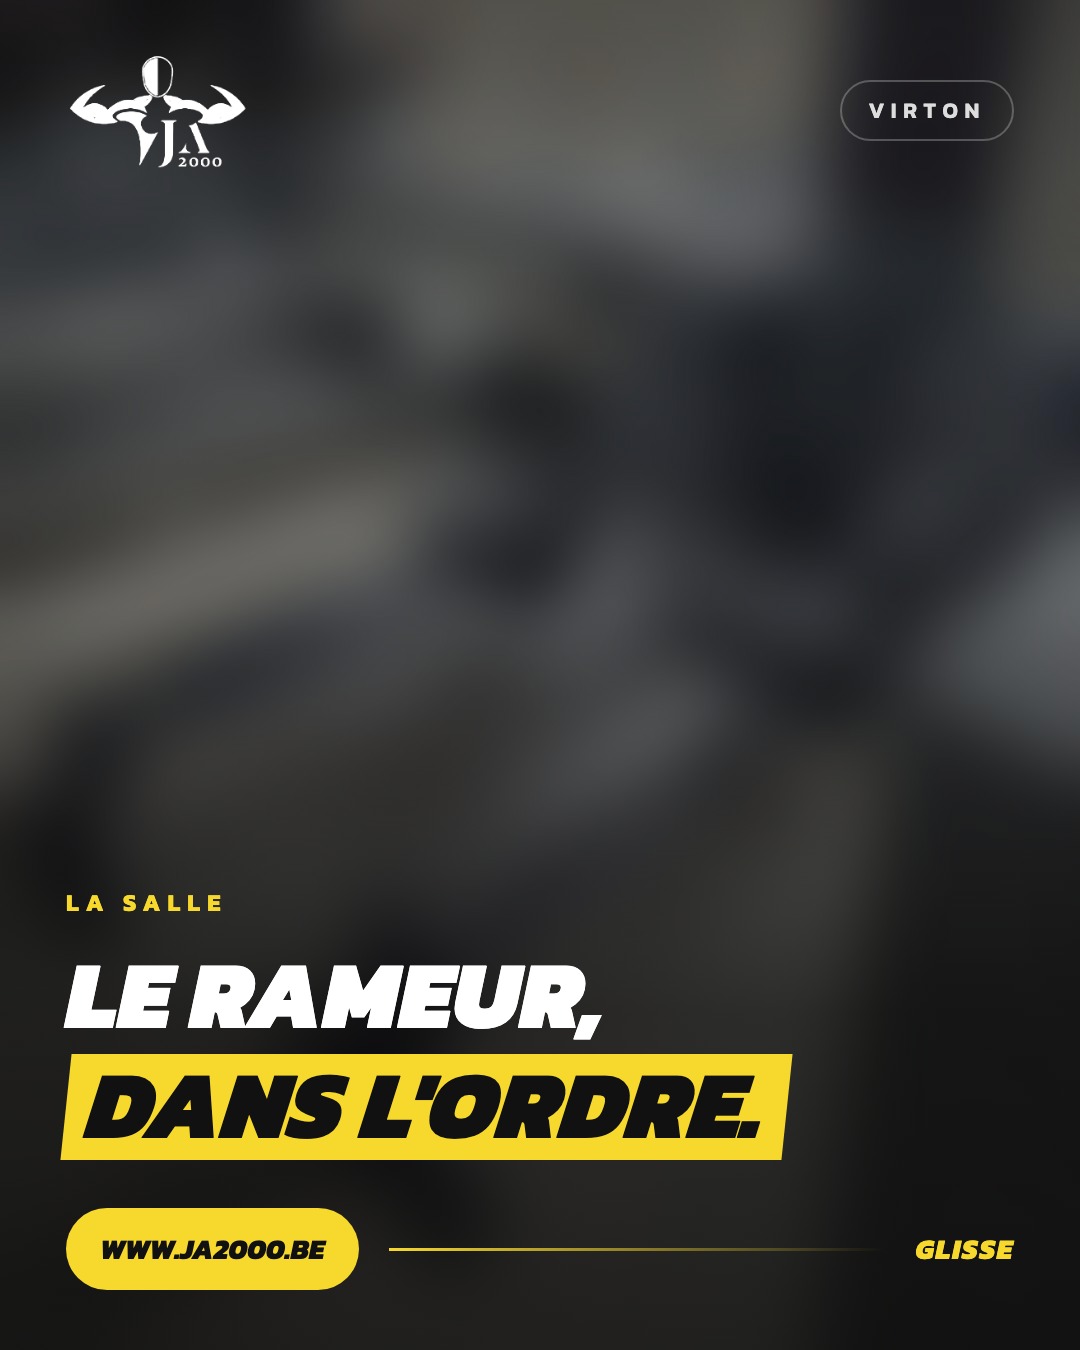 JA
2000
VIRTON
LA SALLE
LE RAMEUR,
DANS L'ORDRE.
WWW.JA2000.BE
GLISSE